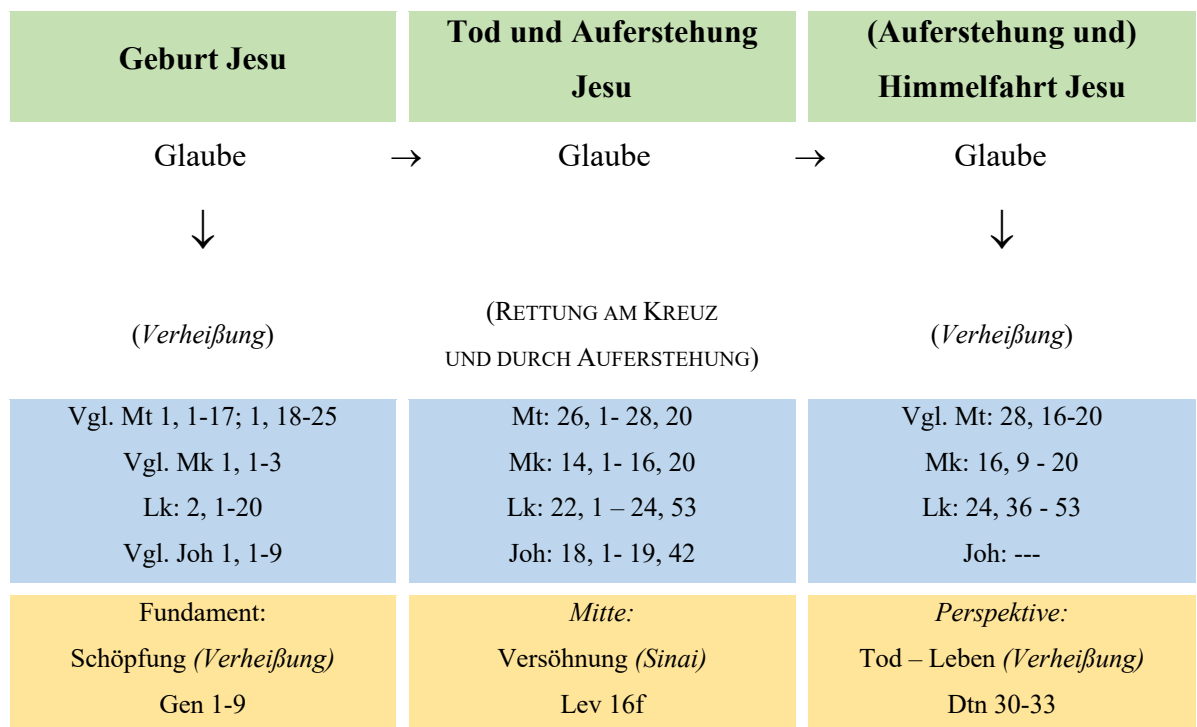 Geburt Jesu
Tod und Auferstehung
Jesu
(Auferstehung und)
Himmelfahrt Jesu
Glaube → Glaube → Glaube
↓ ↓
(Verheißung)
(RETTUNG AM KREUZ
UND DURCH AUFERSTEHUNG)
(Verheißung)
Vgl. Mt 1, 1-17; 1, 18-25
Vgl. Mk 1, 1-3
Lk: 2, 1-20
Vgl. Joh 1, 1-9
Mt: 26, 1- 28, 20
Mk: 14, 1- 16, 20
Lk: 22, 1 – 24, 53
Joh: 18, 1- 19, 42
Vgl. Mt: 28, 16-20
Mk: 16, 9 - 20
Lk: 24, 36 - 53
Joh: ---
Fundament:
Schöpfung (Verheißung)
Gen 1-9
Mitte:
Versöhnung (Sinai)
Lev 16f
Perspektive:
Tod – Leben (Verheißung)
Dtn 30-33